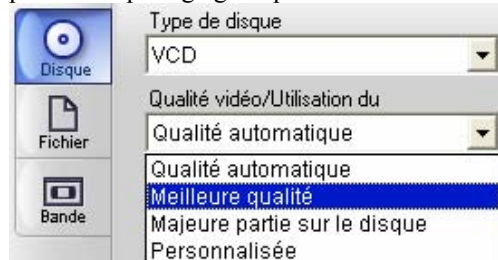 Type de disque
VCD
Disque
Qualité vidéo/Utilisation du
Qualité automatique
Fichier
Qualité automatique
Meilleure qualité
Bande
Majeure partie sur le disque
Personnalisée